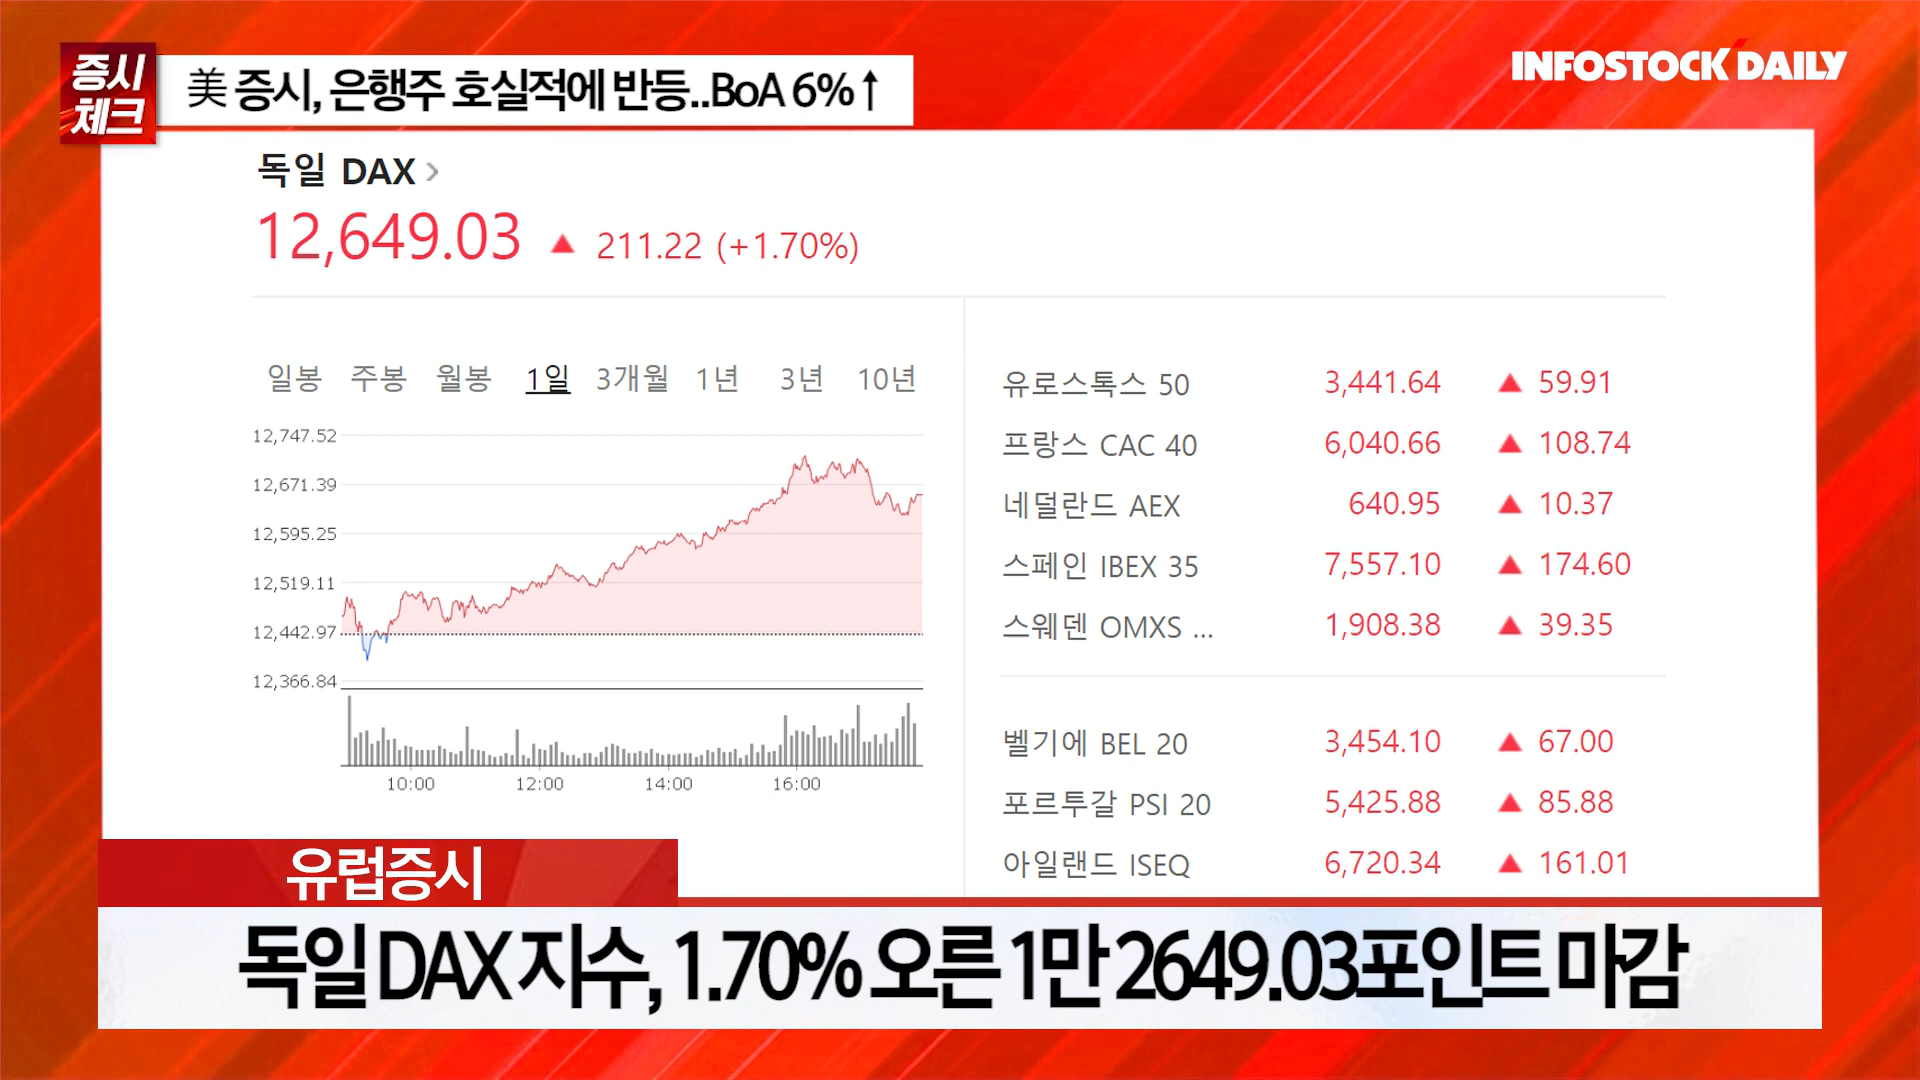 증시
체크
美 증시, 은행주 호실적에 반등..BoA 6%↑
INFOSTOCK DAILY
독일 DAX >
12,649.03 ▲ 211.22 (+1.70%)
일봉 주봉 월봉 1일 3개월 1년 3년 10년
12,747.52
12,671.39
12,595.25
12,519.11
12,442.97
12,366.84
10:00 12:00 14:00 16:00
유로스톡스 50 3,441.64 ▲ 59.91
프랑스 CAC 40 6,040.66 ▲ 108.74
네덜란드 AEX 640.95 ▲ 10.37
스페인 IBEX 35 7,557.10 ▲ 174.60
스웨덴 OMXS ... 1,908.38 ▲ 39.35
벨기에 BEL 20 3,454.10 ▲ 67.00
포르투갈 PSI 20 5,425.88 ▲ 85.88
아일랜드 ISEQ 6,720.34 ▲ 161.01
유럽증시
독일 DAX 지수, 1.70% 오른 1만 2649.03포인트 마감